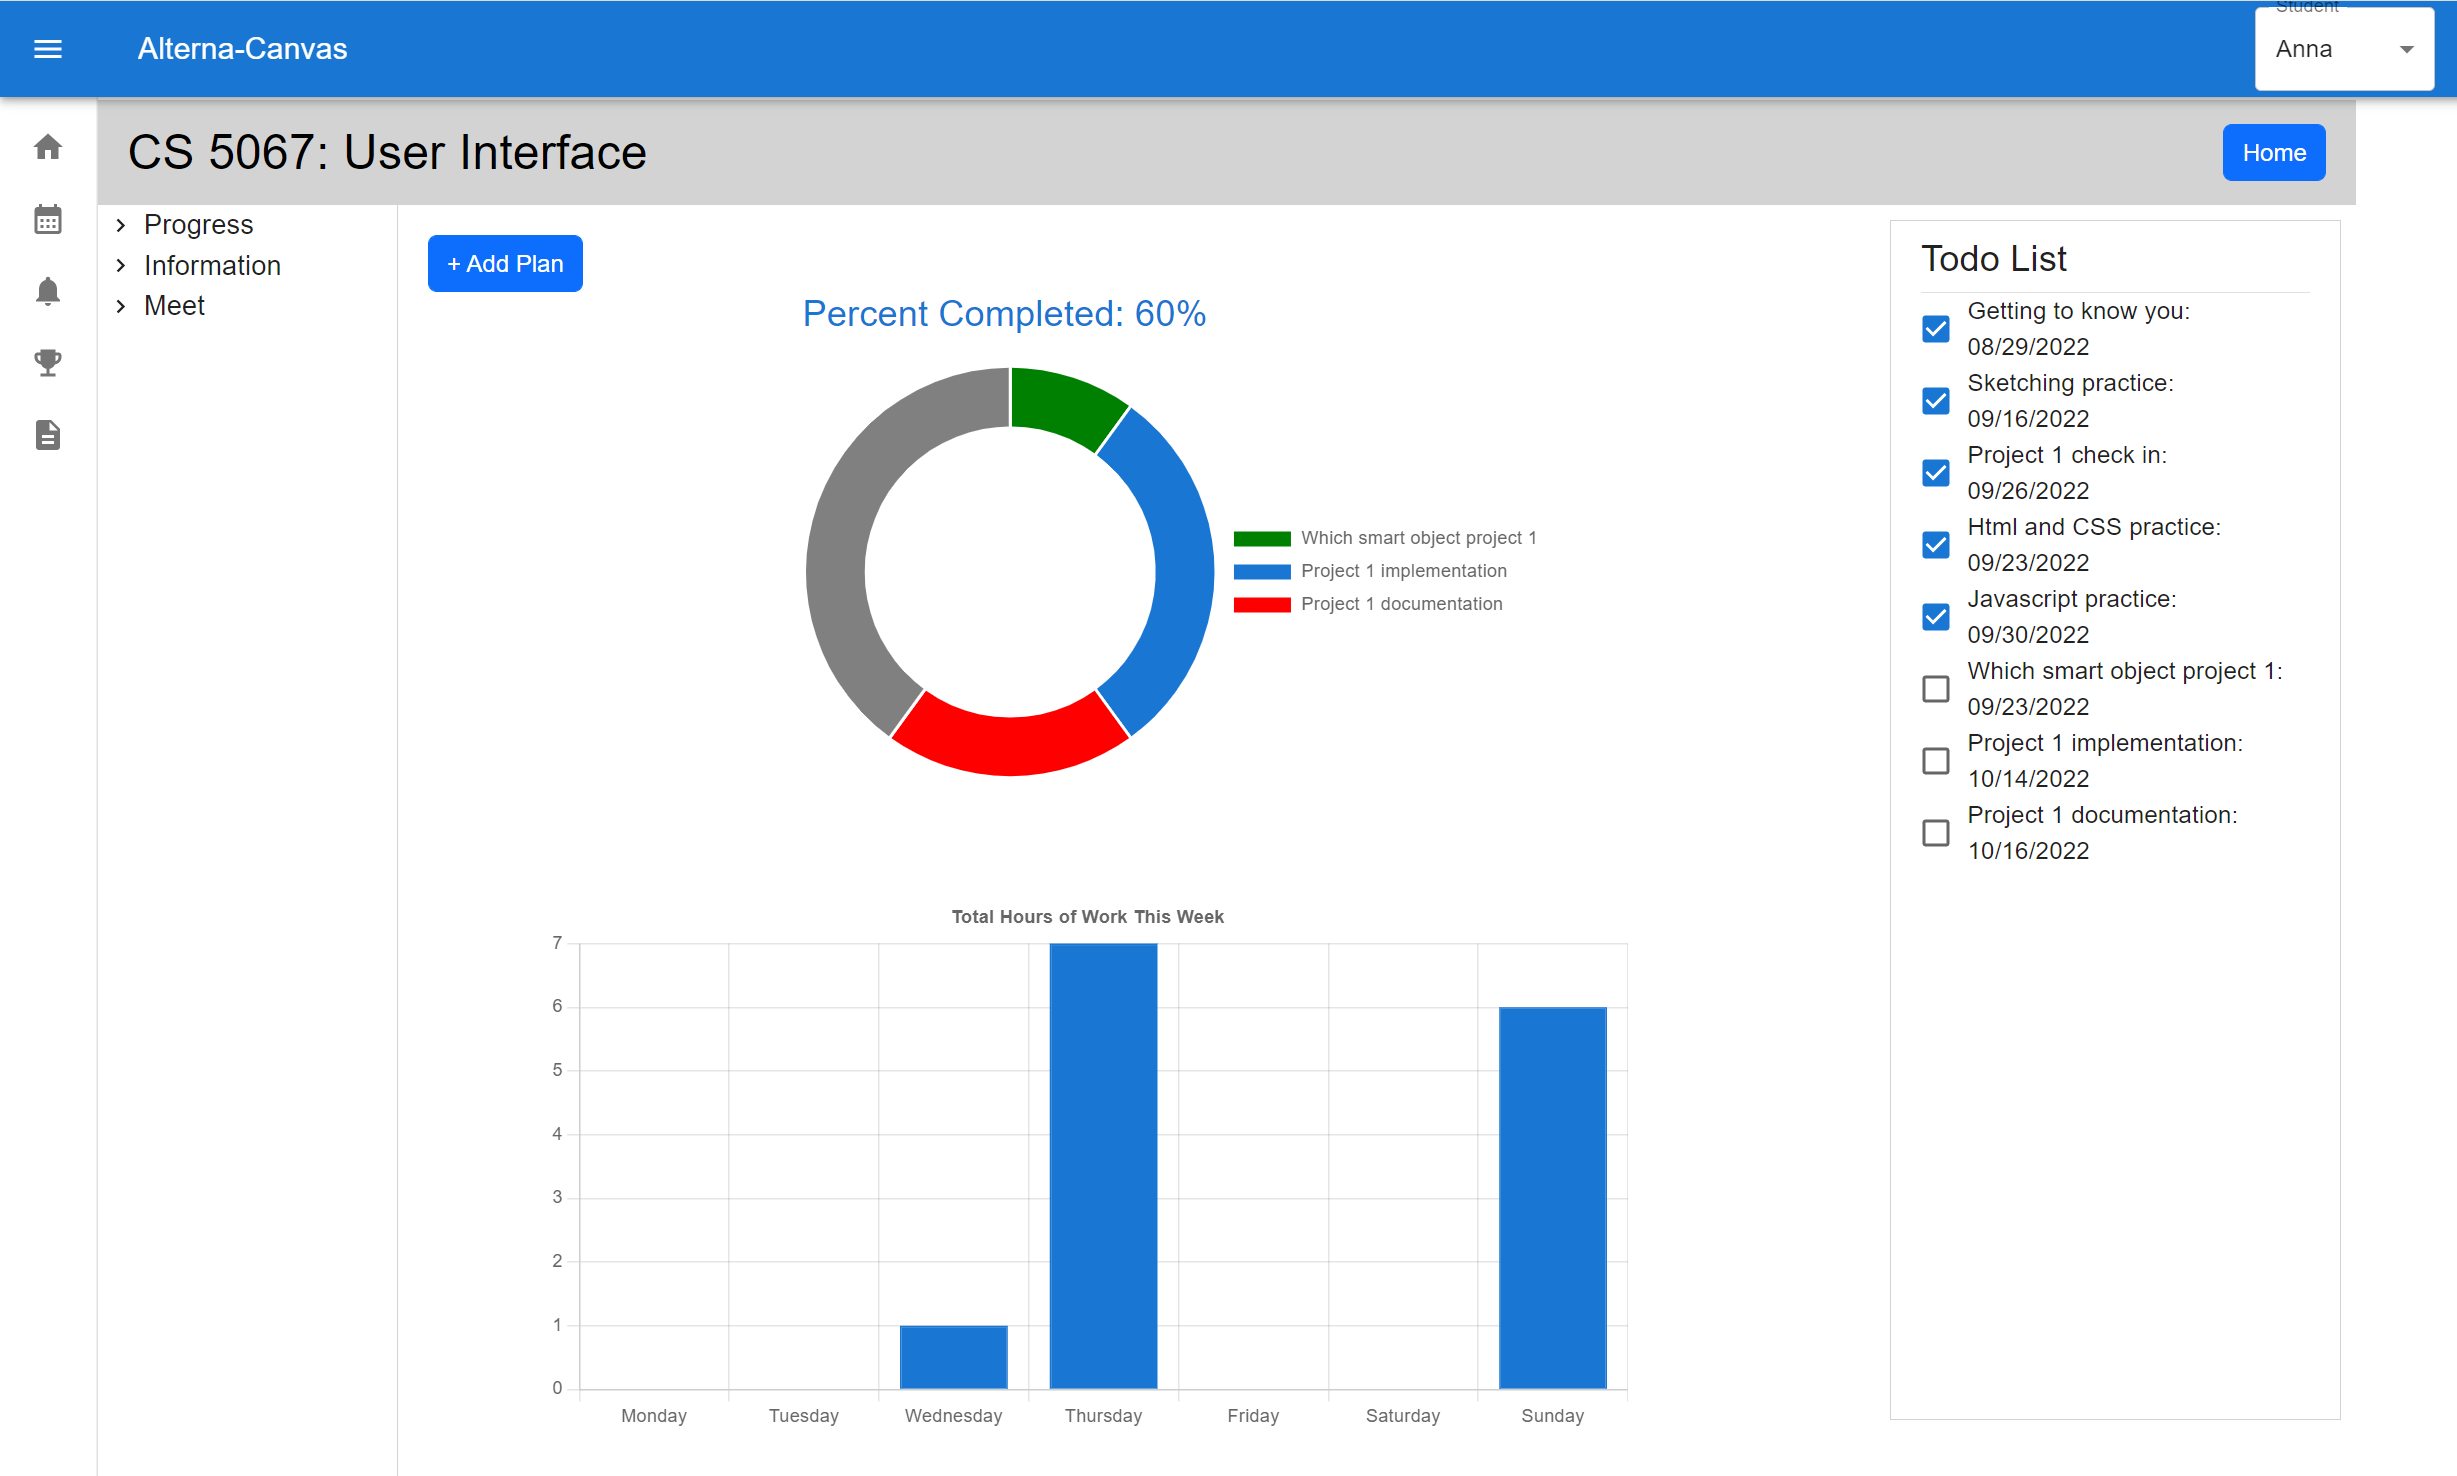 Student
Alterna-Canvas
Anna
CS 5067: User Interface
Home
Progress
Information
Meet
+ Add Plan
Percent Completed: 60%
Which smart object project 1
Project 1 implementation
Project 1 documentation
Total Hours of Work This Week
7
6
5
4
3
2
1
0
Monday Tuesday Wednesday Thursday Friday Saturday Sunday
Todo List
Getting to know you:
08/29/2022
Sketching practice:
09/16/2022
Project 1 check in:
09/26/2022
Html and CSS practice:
09/23/2022
Javascript practice:
09/30/2022
Which smart object project 1:
09/23/2022
Project 1 implementation:
10/14/2022
Project 1 documentation:
10/16/2022